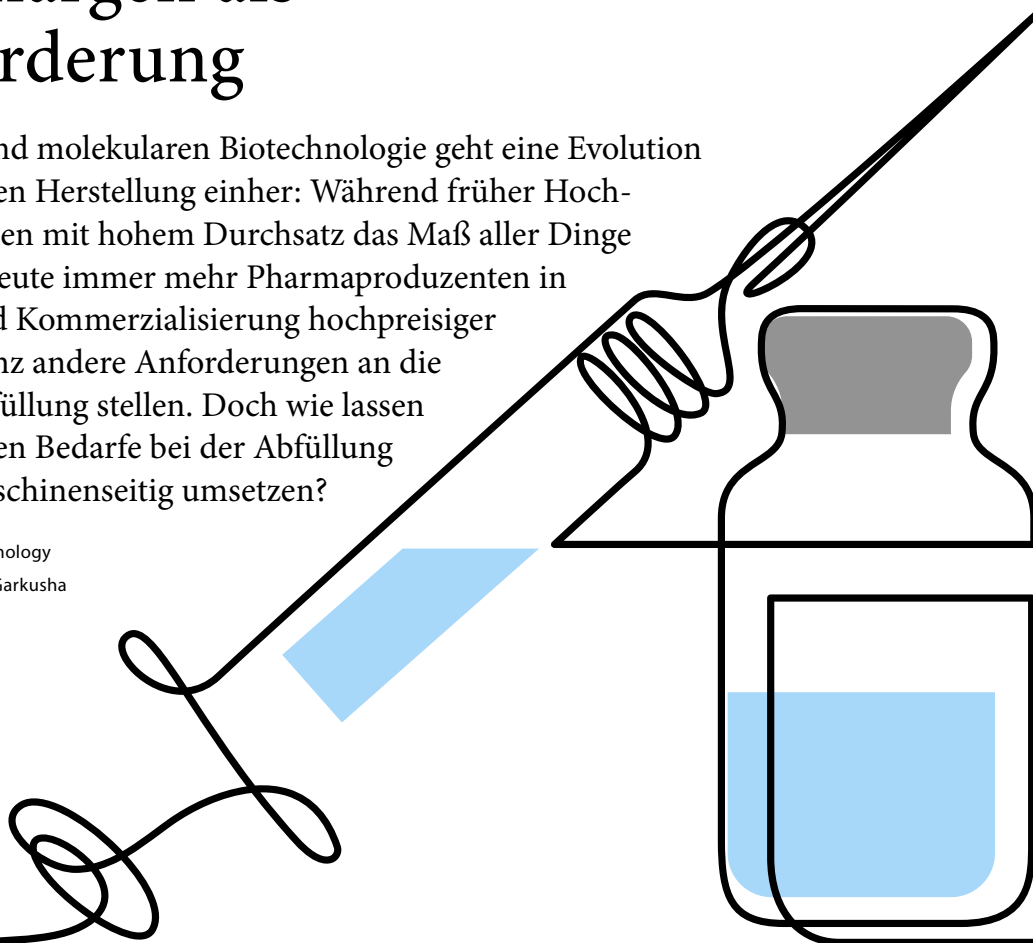 rderung
nd molekularen Biotechnologie geht eine Evolution
en Herstellung einher: Während früher Hoch-
en mit hohem Durchsatz das Maß aller Dinge
eute immer mehr Pharmaproduzenten in
d Kommerzialisierung hochpreisiger
nz andere Anforderungen an die
füllung stellen. Doch wie lassen
en Bedarfe bei der Abfüllung
schinenseitig umsetzen?
nology
Garkusha